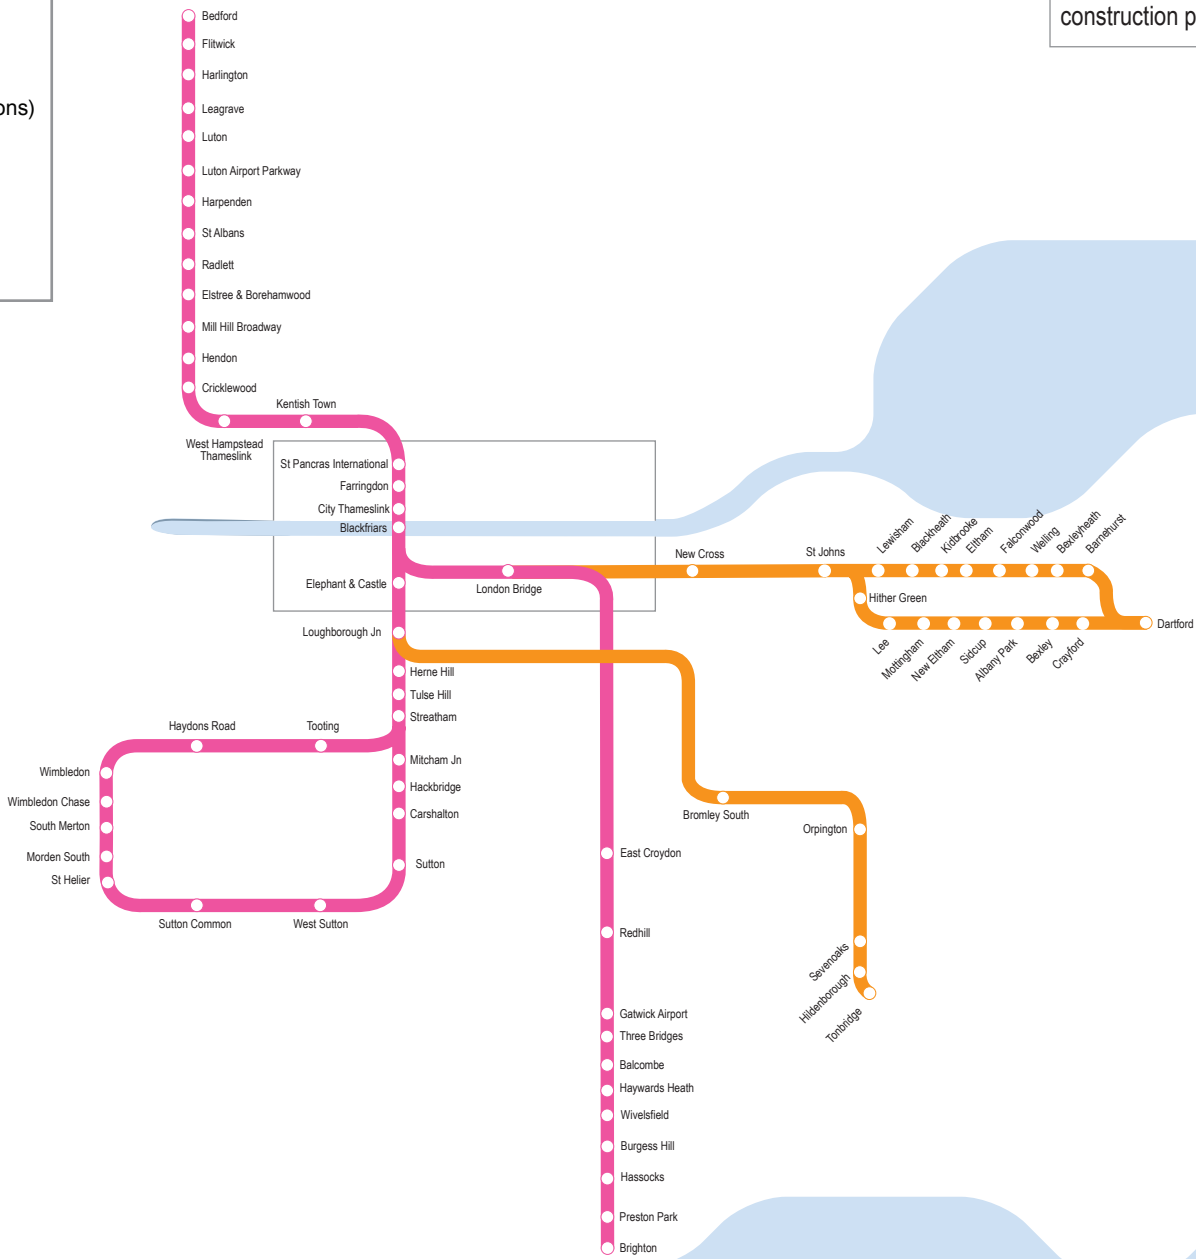 construction p
ons)
Bedford
Flitwick
Harlington
Leagrave
Luton
Luton Airport Parkway
Harpenden
St Albans
Radlett
Elstree & Borehamwood
Mill Hill Broadway
Hendon
Cricklewood
Kentish Town
West Hampstead
Thameslink
St Pancras International
Farringdon
City Thameslink
Blackfriars
Elephant & Castle
London Bridge
New Cross
St Johns
Lewisham
Blackheath
Kidbrooke
Eltham
Falconwood
Welling
Bexleyheath
Barnehurst
Hither Green
Dartford
Lee
Mottingham
New Eltham
Sidcup
Albany Park
Bexley
Crayford
Loughborough Jn
Herne Hill
Tulse Hill
Streatham
Haydons Road
Tooting
Mitcham Jn
Wimbledon
Hackbridge
Wimbledon Chase
Carshalton
South Merton
Morden South
Sutton
St Helier
Sutton Common
West Sutton
Bromley South
Orpington
East Croydon
Redhill
Sevenoaks
Hildenborough
Tonbridge
Gatwick Airport
Three Bridges
Balcombe
Haywards Heath
Wivelsfield
Burgess Hill
Hassocks
Preston Park
Brighton